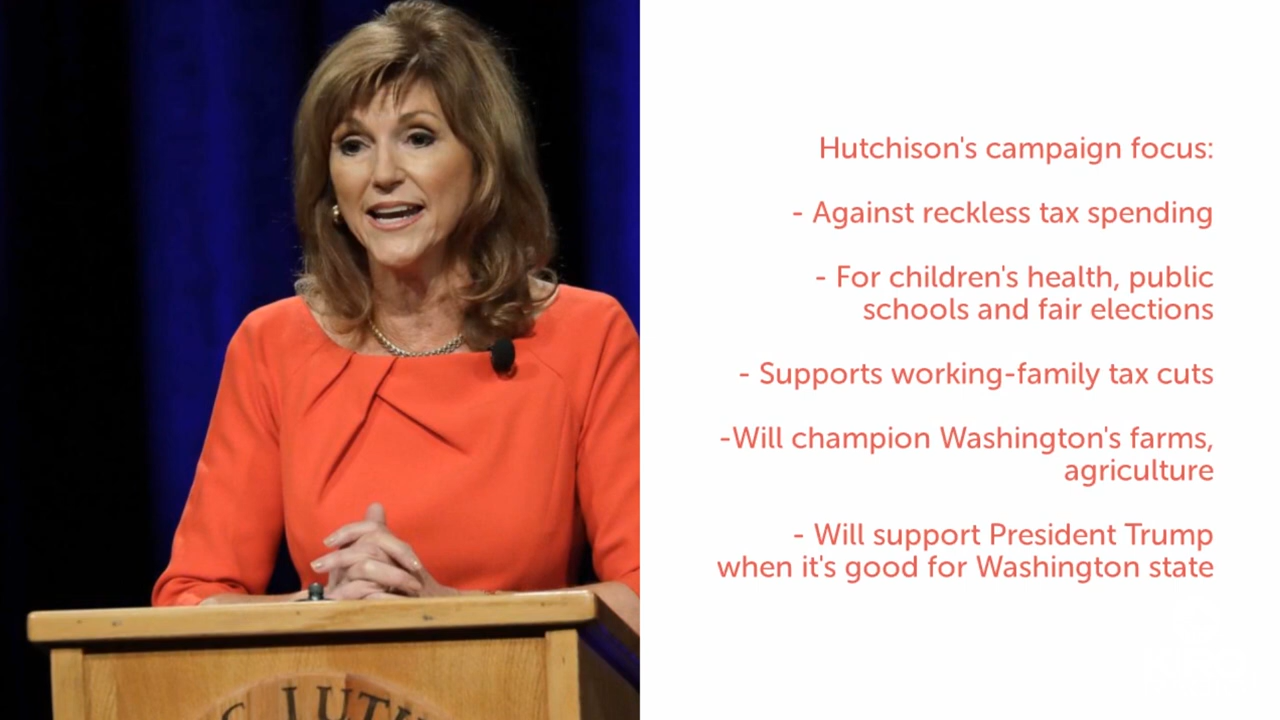 Hutchison's campaign focus:
- Against reckless tax spending
- For children's health, public
schools and fair elections
- Supports working-family tax cuts
-Will champion Washington's farms,
agriculture
- Will support President Trump
when it's good for Washington state